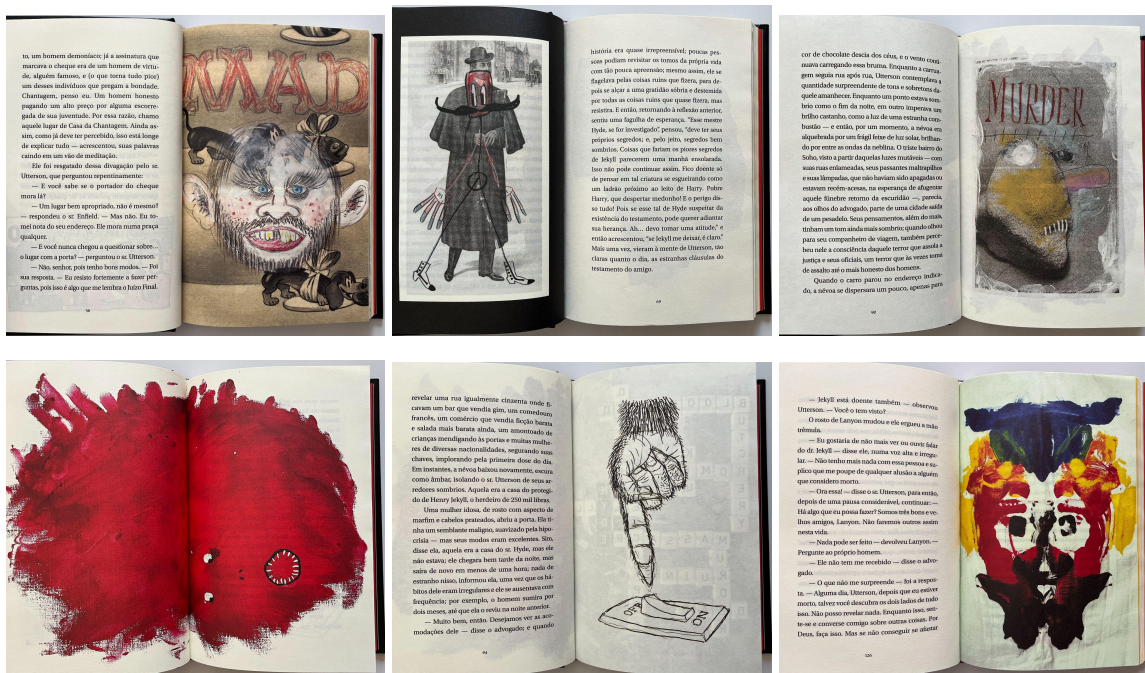 to, um homem demoníaco; já a assinatura que
marcava o cheque era de um homem de virtu-
de, alguém famoso, e (o que torna tudo pior)
um desses indivíduos que pregam a bondade.
Chantagem, penso eu. Um homem honesto
pagando um alto preço por alguma escorre-
gada de sua juventude. Por essa razão, chamo
aquele lugar de Casa da Chantagem. Ainda as-
sim, como já deve ter percebido, isso está longe
de explicar tudo — acrescentou, suas palavras
caindo em um vão de meditação.
Ele foi resgatado dessa divagação pelo sr.
Utterson, que perguntou repentinamente:
— E você sabe se o portador do cheque
mora lá?
— Um lugar bem apropriado, não é mesmo?
— respondeu o sr. Enfield. — Mas não. Eu to-
mei nota do seu endereço. Ele mora numa praça
qualquer.
— E você nunca chegou a questionar sobre...
o lugar com a porta? — perguntou o sr. Utterson.
— Não, senhor, pois tenho bons modos. — Foi
sua resposta. — Eu resisto fortemente a fazer per-
guntas, pois isso é algo que me lembra o Juízo Final.
MAD
história era quase irrepreensível; poucas pes-
soas podiam revisitar os tomos da própria vida
com tão pouca apreensão; mesmo assim, ele se
flagelava pelas coisas ruins que fizera, para de-
pois se alçar a uma gratidão sóbria e destemida
por todas as coisas ruins que quase fizera, mas
resistira. E então, retornando à reflexão anterior,
sentiu uma fagulha de esperança. “Esse mestre
Hyde, se for investigado”, pensou, “deve ter seus
próprios segredos; e, pelo jeito, segredos bem
sombrios. Coisas que fariam os piores segredos
de Jekyll parecerem uma manhã ensolarada.
Isso não pode continuar assim. Fico doente só
de pensar em tal criatura se esgueirando como
um ladrão próximo ao leito de Harry. Pobre
Harry, que despertar medonho! E o perigo dis-
so tudo! Pois se esse tal de Hyde suspeitar da
existência do testamento, pode querer adiantar
sua herança. Ah... devo tomar uma atitude,” e
então acrescentou, “se Jekyll me deixar, é claro.”
Mais uma vez, vieram à mente de Utterson, tão
claras quanto o dia, as estranhas cláusulas do
testamento do amigo.
69
cor de chocolate descia dos céus, e o vento conti-
nuava carregando essa bruma. Enquanto a carrua-
gem seguia rua após rua, Utterson contemplava a
quantidade surpreendente de tons e sobretons da-
quele amanhecer. Enquanto um ponto estava som-
brio como o fim da noite, em outro imperava um
brilho castanho, como a luz de uma estranha com-
bustão — e então, por um momento, a névoa era
alquebrada por um frágil feixe de luz solar, brilhan-
do por entre as ondas da neblina. O triste bairro do
Soho, visto a partir daquelas luzes mutáveis — com
suas ruas enlameadas, seus passantes maltrapilhos
e suas lâmpadas, que não haviam sido apagadas ou
estavam recém-acesas, na esperança de afugentar
aquele fúnebre retorno da escuridão —, parecia,
aos olhos do advogado, parte de uma cidade saída
de um pesadelo. Seus pensamentos, além do mais,
tinham um tom ainda mais sombrio; quando olhou
para seu companheiro de viagem, também perce-
beu nele a consciência daquele terror que assola a
justiça e seus oficiais, um terror que às vezes toma
de assalto até o mais honesto dos homens.
Quando o carro parou no endereço indica-
do, a névoa se dispersara um pouco, apenas para
MURDER
revelar uma rua igualmente cinzenta onde fi-
cavam um bar que vendia gim, um comedouro
francês, um comércio que vendia ficção barata
e salada mais barata ainda, um amontoado de
crianças mendigando às portas e muitas mulhe-
res de diversas nacionalidades, segurando suas
chaves, implorando pela primeira dose do dia.
Em instantes, a névoa baixou novamente, escura
como âmbar, isolando o sr. Utterson de seus ar-
redores sombrios. Aquela era a casa do protegi-
do de Henry Jekyll, o herdeiro de 250 mil libras.
Uma mulher idosa, de rosto com aspecto de
marfim e cabelos prateados, abriu a porta. Ela ti-
nha um semblante maligno, suavizado pela hipo-
crisia — mas seus modos eram excelentes. Sim,
disse ela, aquela era a casa do sr. Hyde, mas ele
não estava; ele chegara bem tarde da noite, mas
saíra de novo em menos de uma hora; nada de
estranho nisso, informou ela, uma vez que os há-
bitos dele eram irregulares e ele se ausentava com
frequência; por exemplo, o homem sumira por
dois meses, até que ela o reviu na noite anterior.
— Muito bem, então. Desejamos ver as aco-
modações dele — disse o advogado; e quando
94
OFF
ON
— Jekyll está doente também — observou
Utterson. — Você o tem visto?
O rosto de Lanyon mudou e ele ergueu a mão
trêmula.
— Eu gostaria de não mais ver ou ouvir falar
do dr. Jekyll — disse ele, numa voz alta e irregu-
lar. — Não tenho mais nada com essa pessoa e su-
plico que me poupe de qualquer alusão a alguém
que considero morto.
— Ora essa! — disse o sr. Utterson, para então,
depois de uma pausa considerável, continuar: —
Há algo que eu possa fazer? Somos três bons e ve-
lhos amigos, Lanyon. Não faremos outros assim
nesta vida.
— Nada pode ser feito — devolveu Lanyon. —
Pergunte ao próprio homem.
— Ele não tem me recebido — disse o advo-
gado.
— O que não me surpreende — foi a respos-
ta. — Alguma dia, Utterson, depois que eu estiver
morto, talvez você descubra os dois lados de tudo
isso. Não posso revelar nada. Enquanto isso, sen-
te-se e converse comigo sobre outras coisas. Por
Deus, faça isso. Mas se não conseguir se afastar
126